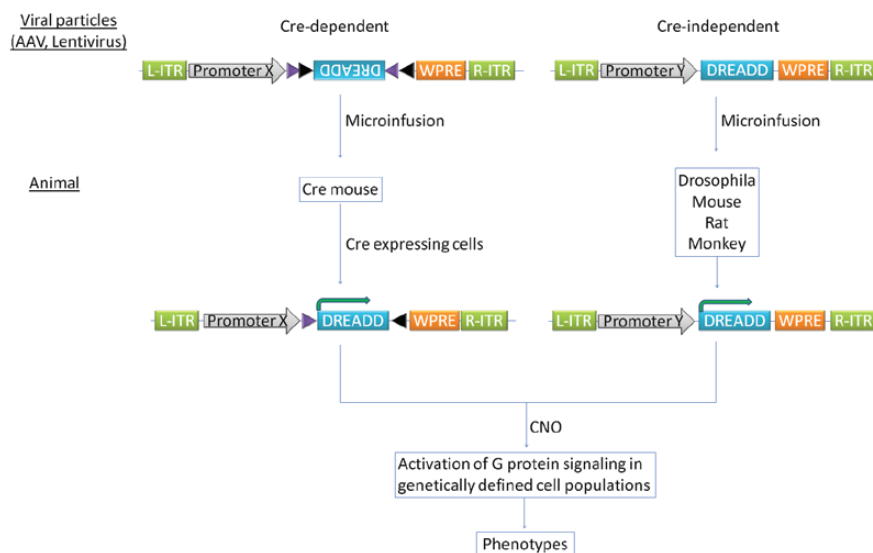 Viral particles
(AAV, Lentivirus)
Cre-dependent
Cre-independent
L-ITR Promoter X DREADD WPRE R-ITR
L-ITR Promoter Y DREADD WPRE R-ITR
Microinfusion
Microinfusion
Animal
Cre mouse
Drosophila
Mouse
Rat
Monkey
Cre expressing cells
L-ITR Promoter X DREADD WPRE R-ITR
L-ITR Promoter Y DREADD WPRE R-ITR
CNO
Activation of G protein signaling in
genetically defined cell populations
Phenotypes